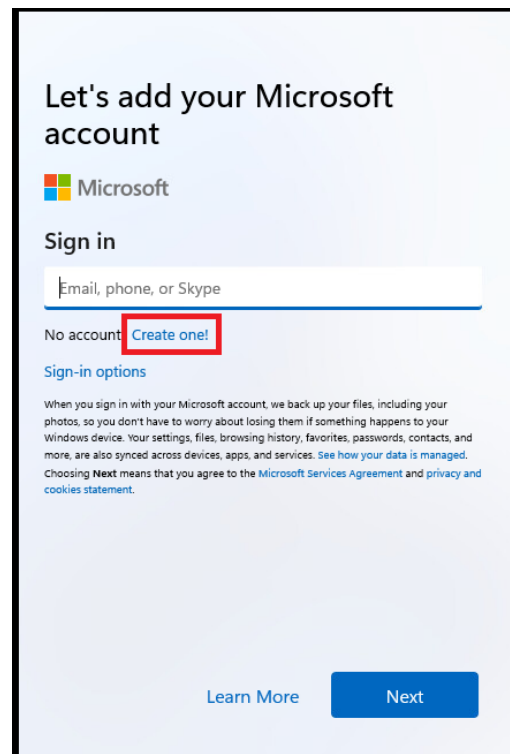 Let's add your Microsoft
account
Microsoft
Sign in
Email, phone, or Skype
No account Create one!
Sign-in options
When you sign in with your Microsoft account, we back up your files, including your
photos, so you don't have to worry about losing them if something happens to your
Windows device. Your settings, files, browsing history, favorites, passwords, contacts, and
more, are also synced across devices, apps, and services. See how your data is managed.
Choosing Next means that you agree to the Microsoft Services Agreement and privacy and
cookies statement.
Learn More Next